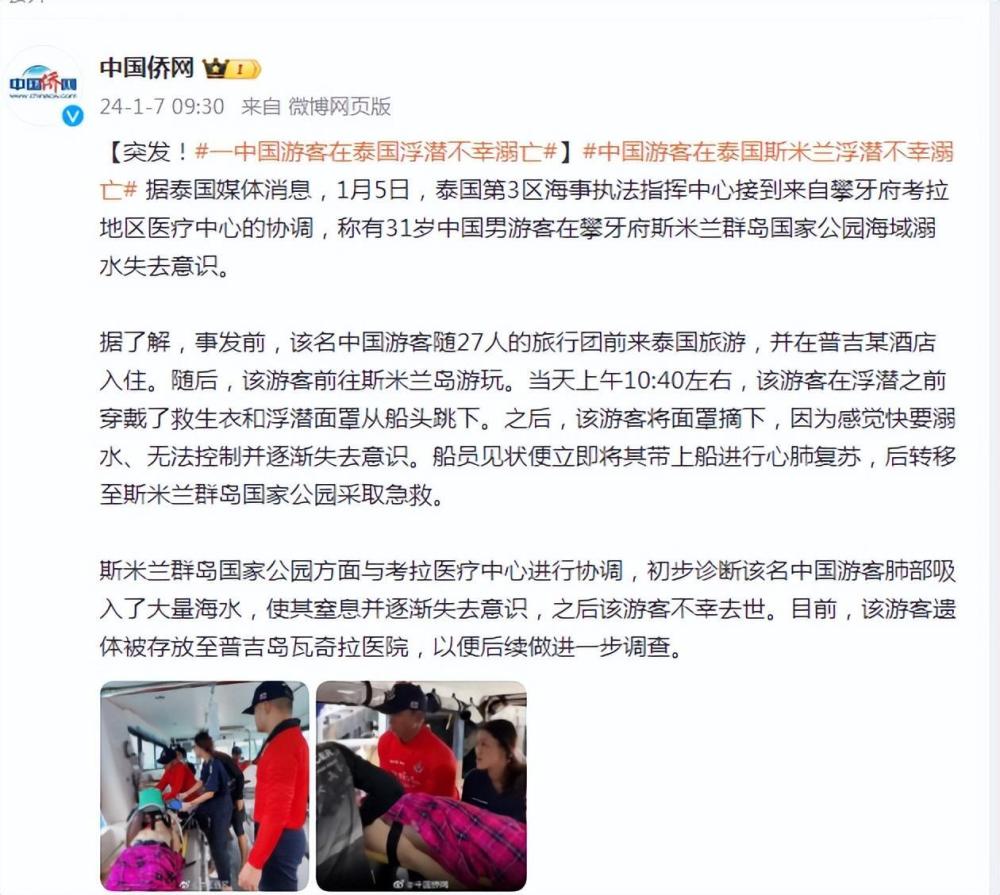 中国侨网
中国侨网
www.chinaqw.com
24-1-7 09:30 来自 微博网页版
【突发！#一中国游客在泰国浮潜不幸溺亡#】#中国游客在泰国斯米兰浮潜不幸溺
亡# 据泰国媒体消息，1月5日，泰国第3区海事执法指挥中心接到来自攀牙府考拉
地区医疗中心的协调，称有31岁中国男游客在攀牙府斯米兰群岛国家公园海域溺
水失去意识。
据了解，事发前，该名中国游客随27人的旅行团前来泰国旅游，并在普吉某酒店
入住。随后，该游客前往斯米兰岛游玩。当天上午10:40左右，该游客在浮潜之前
穿戴了救生衣和浮潜面罩从船头跳下。之后，该游客将面罩摘下，因为感觉快要溺
水、无法控制并逐渐失去意识。船员见状便立即将其带上船进行心肺复苏，后转移
至斯米兰群岛国家公园采取急救。
斯米兰群岛国家公园方面与考拉医疗中心进行协调，初步诊断该名中国游客肺部吸
入了大量海水，使其窒息并逐渐失去意识，之后该游客不幸去世。目前，该游客遗
体被存放至普吉岛瓦奇拉医院，以便后续做进一步调查。
@中国侨网
@中国侨网